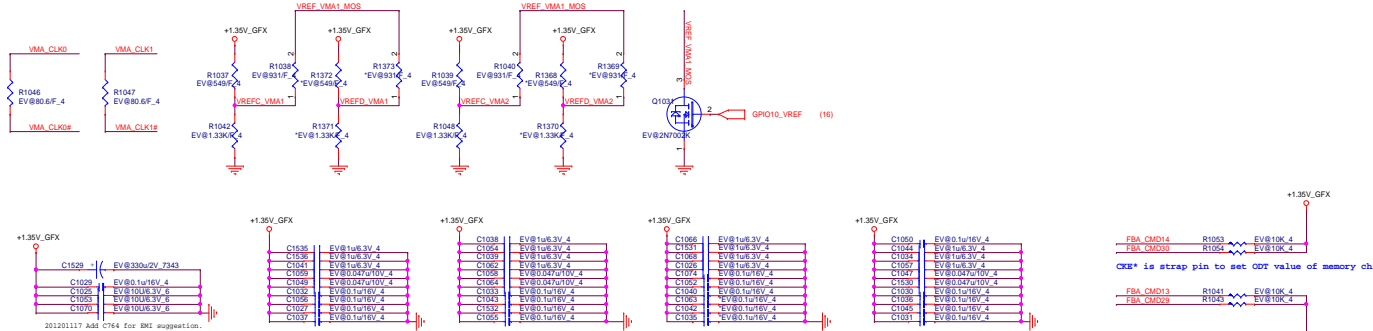 VREF_VMA1_MOS
VREF_VMA1_MOS
VREF_VMA1_MOS
+1.35V_GFX
+1.35V_GFX
+1.35V_GFX
+1.35V_GFX
VMA_CLK0
VMA_CLK1
R1046
EV@80.6/F_4
R1047
EV@80.6/F_4
VMA_CLK0#
VMA_CLK1#
R1037
EV@549/F_4
R1038
EV@931/F_4
2
1
R1372
*EV@549/F_4
R1373
*EV@931/F_4
2
1
VREFC_VMA1
VREFD_VMA1
R1042
EV@1.33K/F_4
R1371
*EV@1.33K/F_4
R1039
EV@549/F_4
R1040
EV@931/F_4
2
1
R1368
*EV@549/F_4
R1369
*EV@931/F_4
2
1
VREFC_VMA2
VREFD_VMA2
R1048
EV@1.33K/F_4
R1370
*EV@1.33K/F_4
3
Q1031
2
1
EV@2N7002K
GPIO10_VREF (16)
+1.35V_GFX
C1529 + EV@330u/2V_7343
C1029 EV@0.1u/16V_4
C1025 EV@10U/6.3V_6
C1053 EV@10U/6.3V_6
C1070 EV@10U/6.3V_6
201201117 Add C764 for EMI suggestion.
+1.35V_GFX
C1535 EV@1u/6.3V_4
C1536 EV@1u/6.3V_4
C1041 EV@1u/6.3V_4
C1059 EV@0.047u/10V_4
C1049 EV@0.047u/10V_4
C1032 EV@0.1u/16V_4
C1056 EV@0.1u/16V_4
C1027 EV@0.1u/16V_4
C1037 EV@0.1u/16V_4
+1.35V_GFX
C1038 EV@1u/6.3V_4
C1054 EV@1u/6.3V_4
C1039 EV@1u/6.3V_4
C1062 EV@1u/6.3V_4
C1058 EV@0.047u/10V_4
C1064 EV@0.047u/10V_4
C1033 EV@0.1u/16V_4
C1043 EV@0.1u/16V_4
C1532 EV@0.1u/16V_4
C1055 EV@0.1u/16V_4
+1.35V_GFX
C1066 EV@1u/6.3V_4
C1531 EV@1u/6.3V_4
C1068 EV@1u/6.3V_4
C1026 EV@1u/6.3V_4
C1074 EV@0.1u/16V_4
C1052 EV@0.1u/16V_4
C1040 EV@0.1u/16V_4
C1063 *EV@0.1u/16V_4
C1042 *EV@0.1u/16V_4
C1035 *EV@0.1u/16V_4
+1.35V_GFX
C1050 EV@0.1u/16V_4
C1044 EV@1u/6.3V_4
C1034 EV@1u/6.3V_4
C1057 EV@1u/6.3V_4
C1047 EV@0.047u/10V_4
C1530 EV@0.047u/10V_4
C1030 EV@0.1u/16V_4
C1036 EV@0.1u/16V_4
C1045 EV@0.1u/16V_4
C1031 EV@0.1u/16V_4
+1.35V_GFX
FBA_CMD14 R1053 EV@10K_4
FBA_CMD30 R1054 EV@10K_4
CKE* is strap pin to set ODT value of memory ch
FBA_CMD13 R1041 EV@10K_4
FBA_CMD29 R1043 EV@10K_4